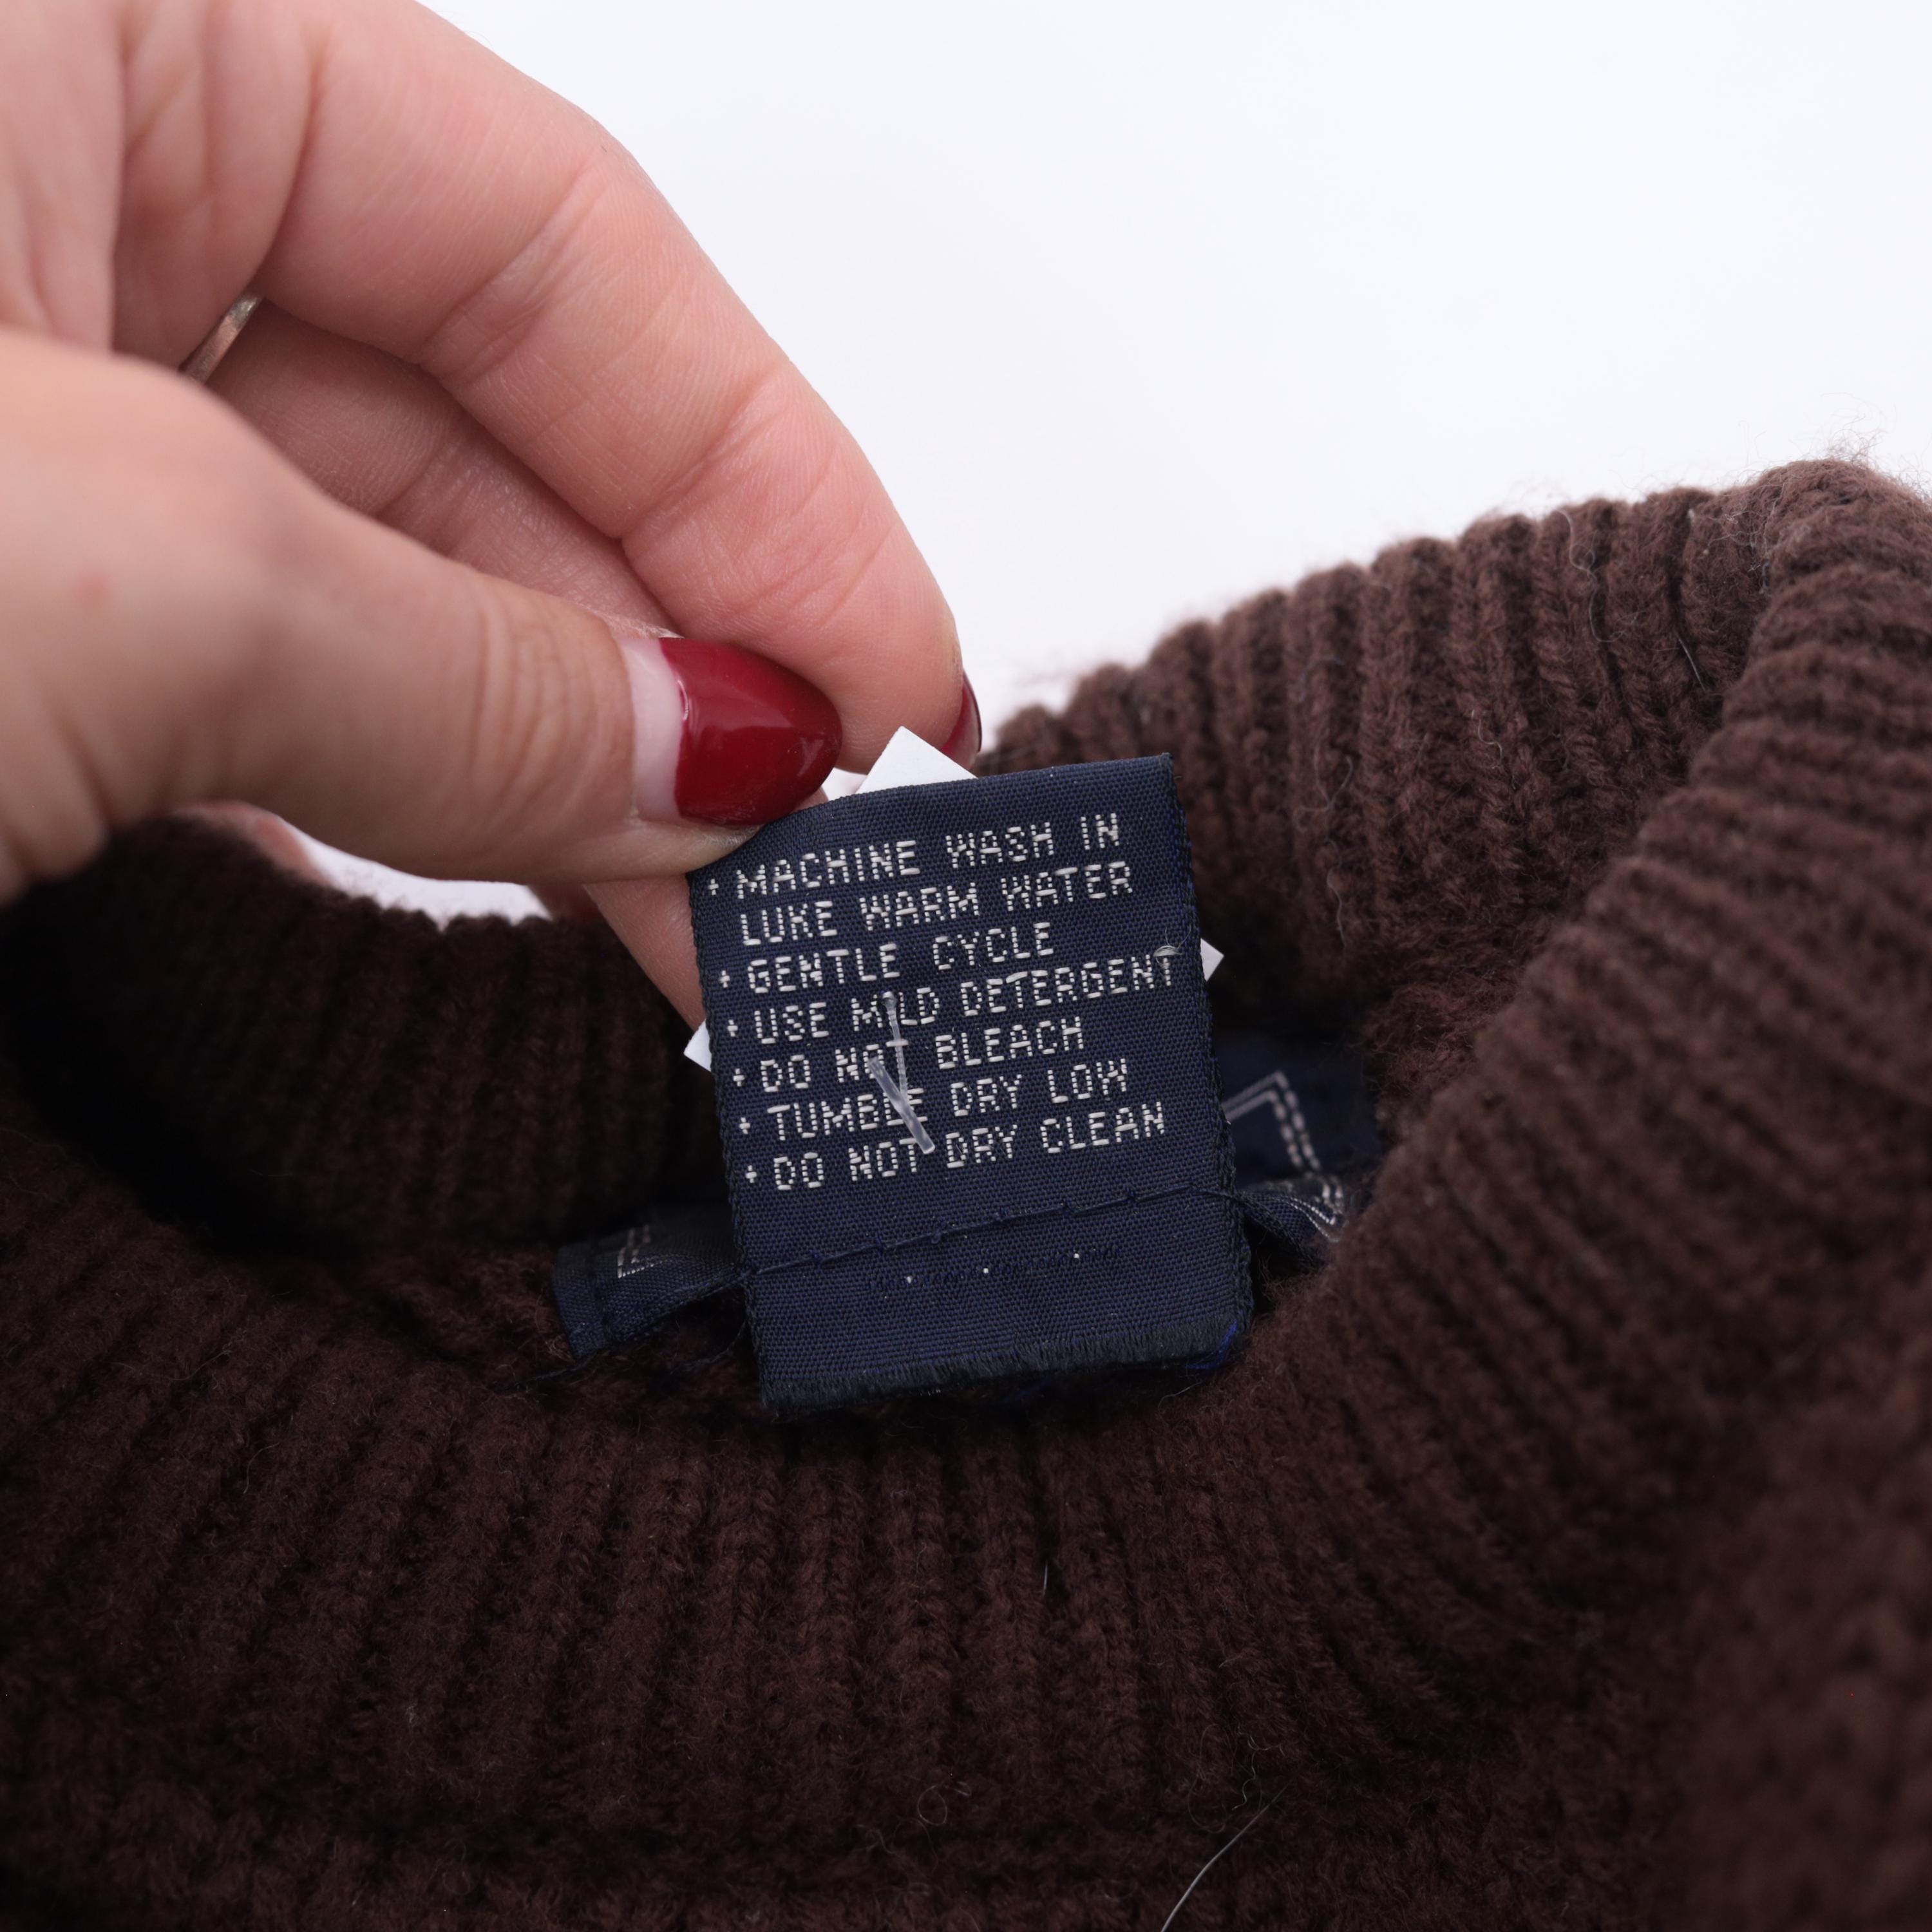 + MACHINE WASH IN
LUKE WARM WATER
+ GENTLE CYCLE
+ USE MILD DETERGENT
+ DO NOT BLEACH
+ TUMBLE DRY LOW
+ DO NOT DRY CLEAN